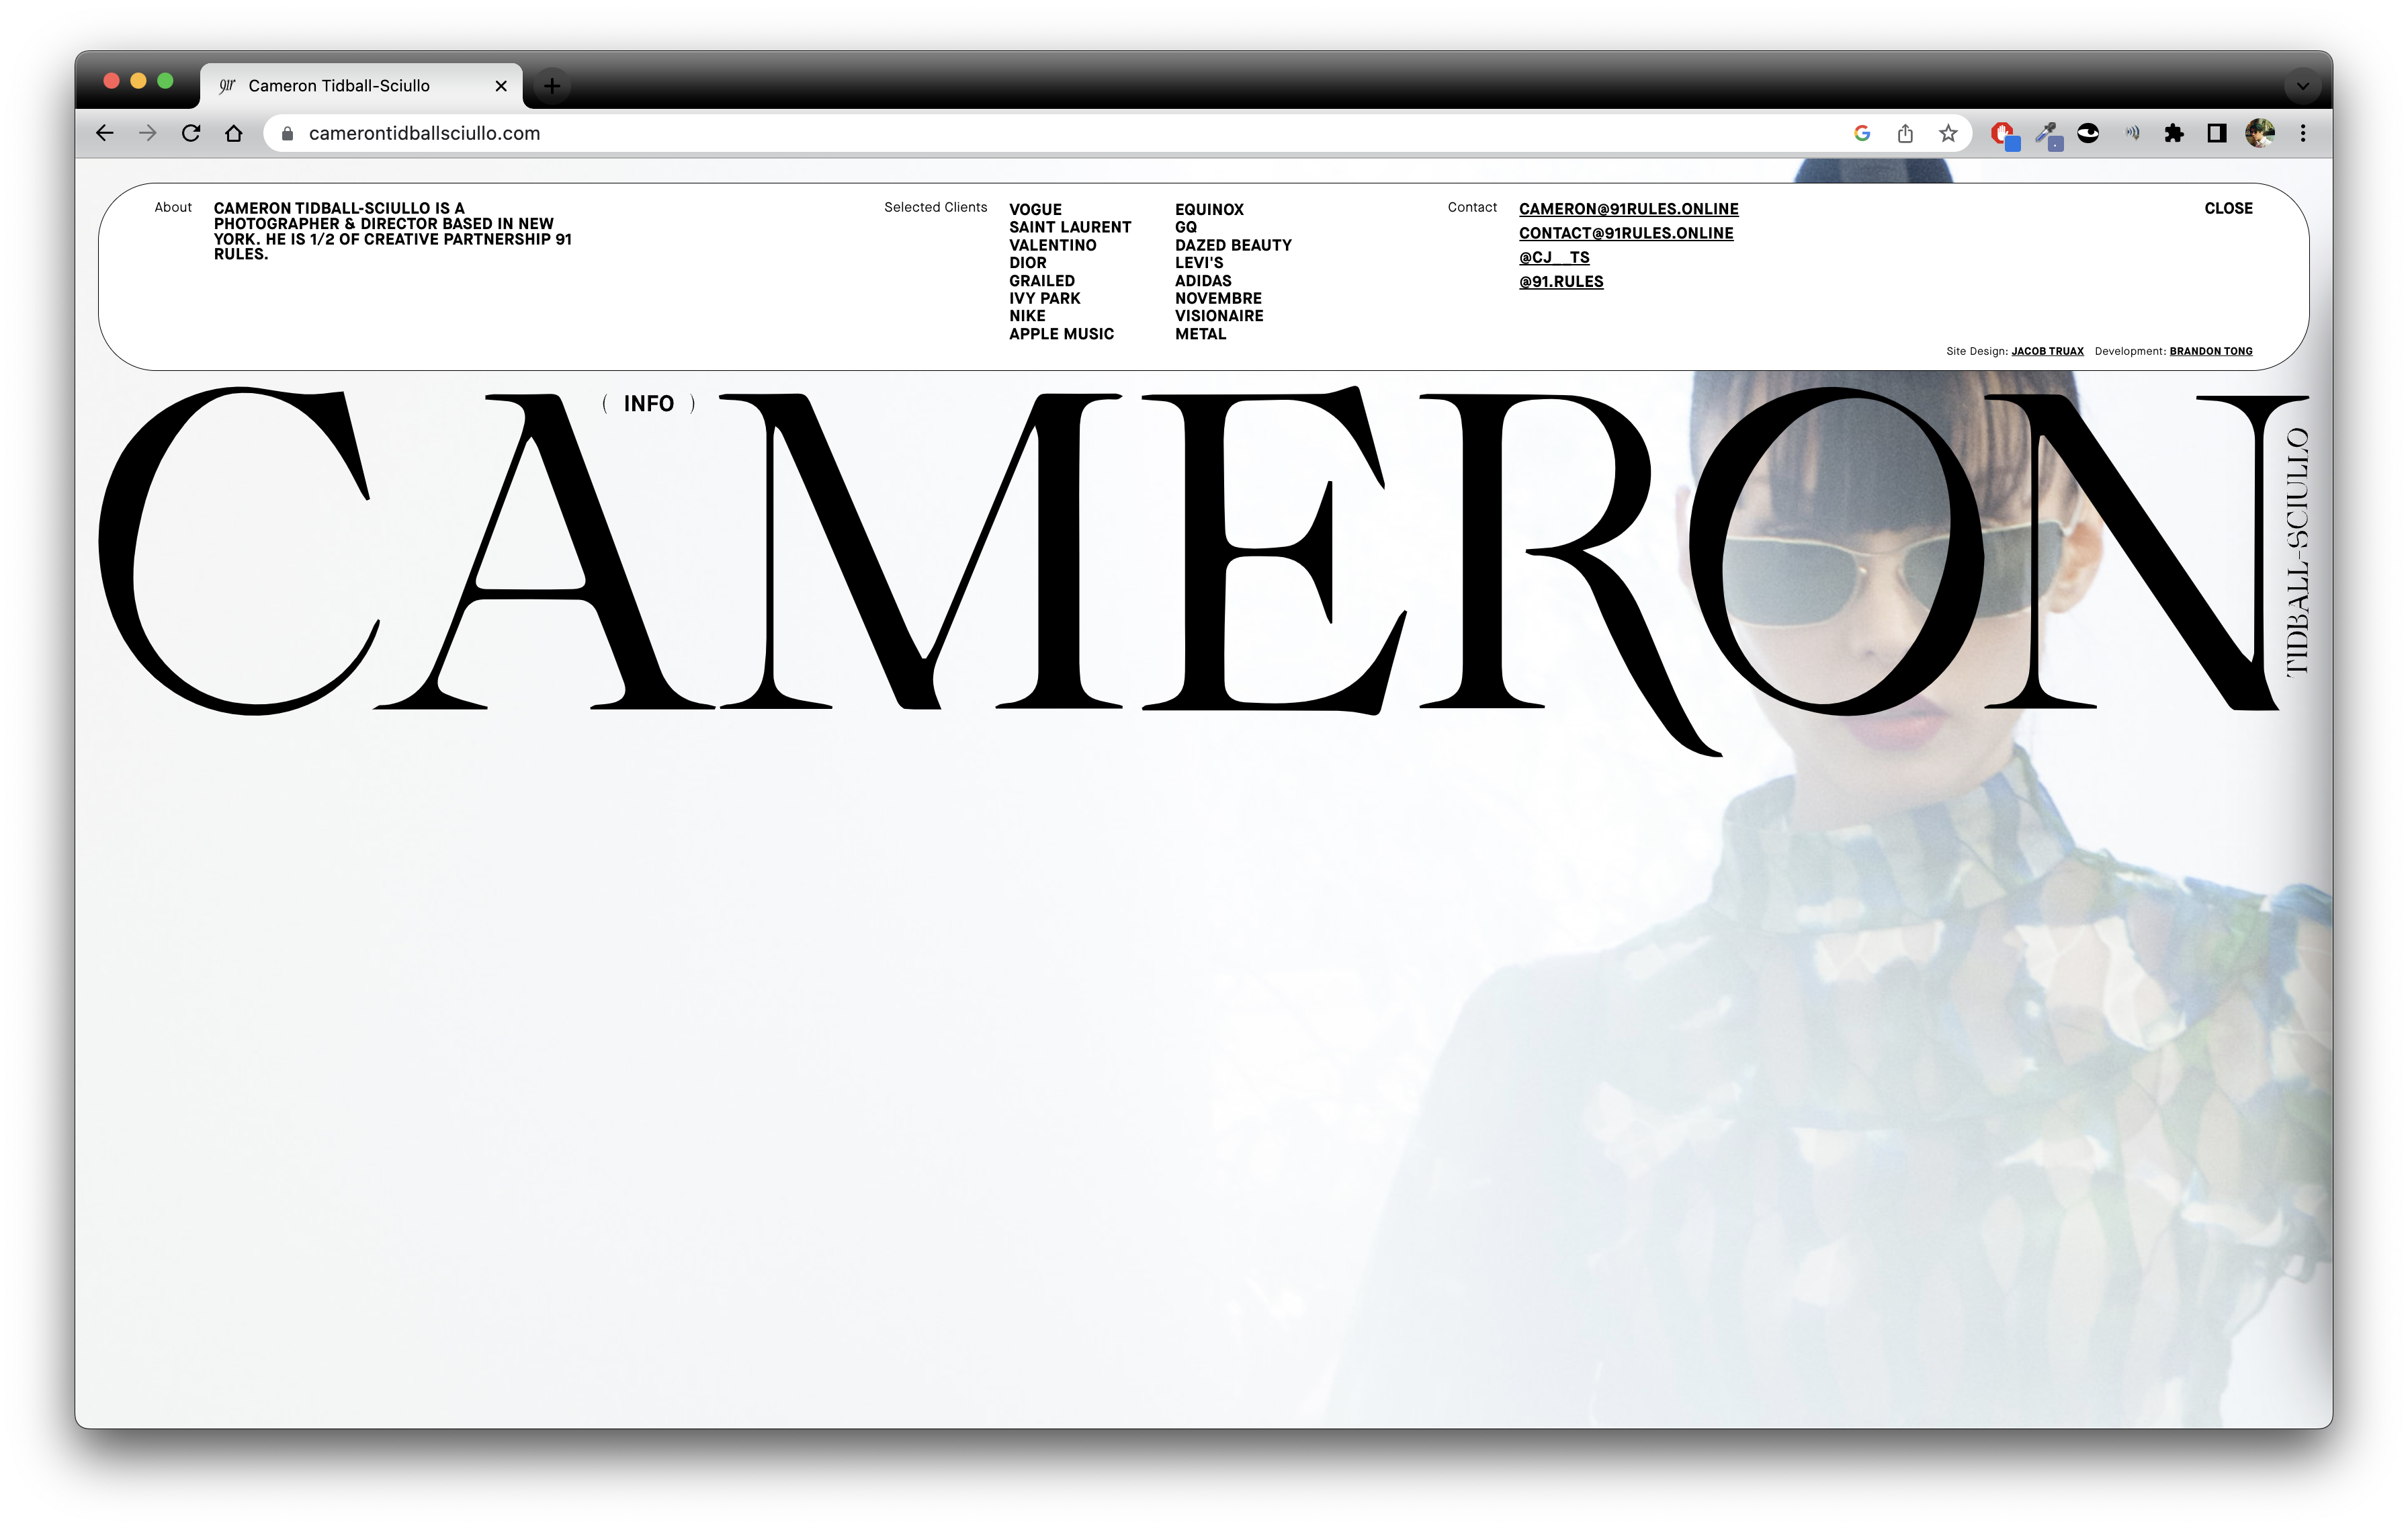 Cameron Tidball-Sciullo
camerontidballsciullo.com
About
CAMERON TIDBALL-SCIULLO IS A
PHOTOGRAPHER & DIRECTOR BASED IN NEW
YORK. HE IS 1/2 OF CREATIVE PARTNERSHIP 91
RULES.
Selected Clients
VOGUE
SAINT LAURENT
VALENTINO
DIOR
GRAILED
IVY PARK
NIKE
APPLE MUSIC
EQUINOX
GQ
DAZED BEAUTY
LEVI'S
ADIDAS
NOVEMBRE
VISIONAIRE
METAL
Contact
CAMERON@91RULES.ONLINE
CONTACT@91RULES.ONLINE
@CJ__TS
@91.RULES
CLOSE
Site Design: JACOB TRUAX Development: BRANDON TONG
( INFO )
CAMERON
TIDBALL-SCIULLO